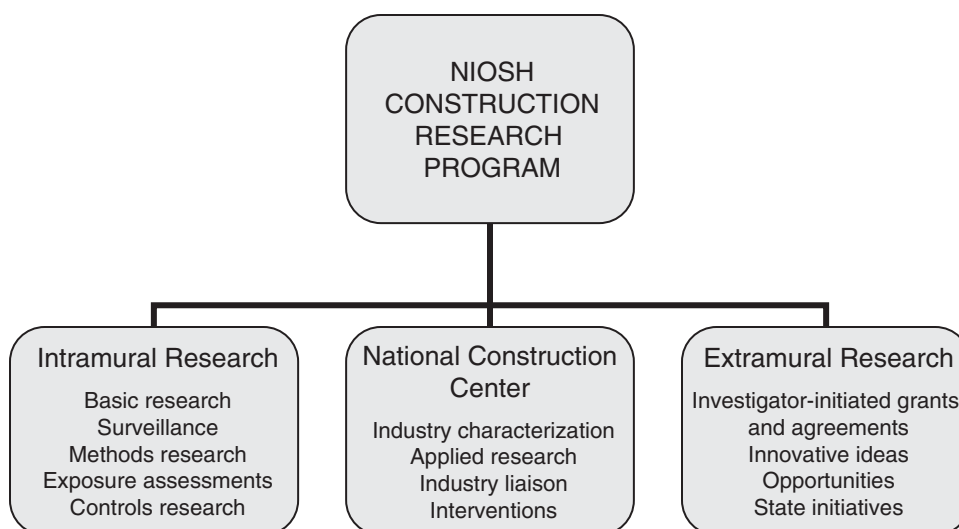 NIOSH
CONSTRUCTION
RESEARCH
PROGRAM
Intramural Research
Basic research
Surveillance
Methods research
Exposure assessments
Controls research
National Construction
Center
Industry characterization
Applied research
Industry liaison
Interventions
Extramural Research
Investigator-initiated grants
and agreements
Innovative ideas
Opportunities
State initiatives